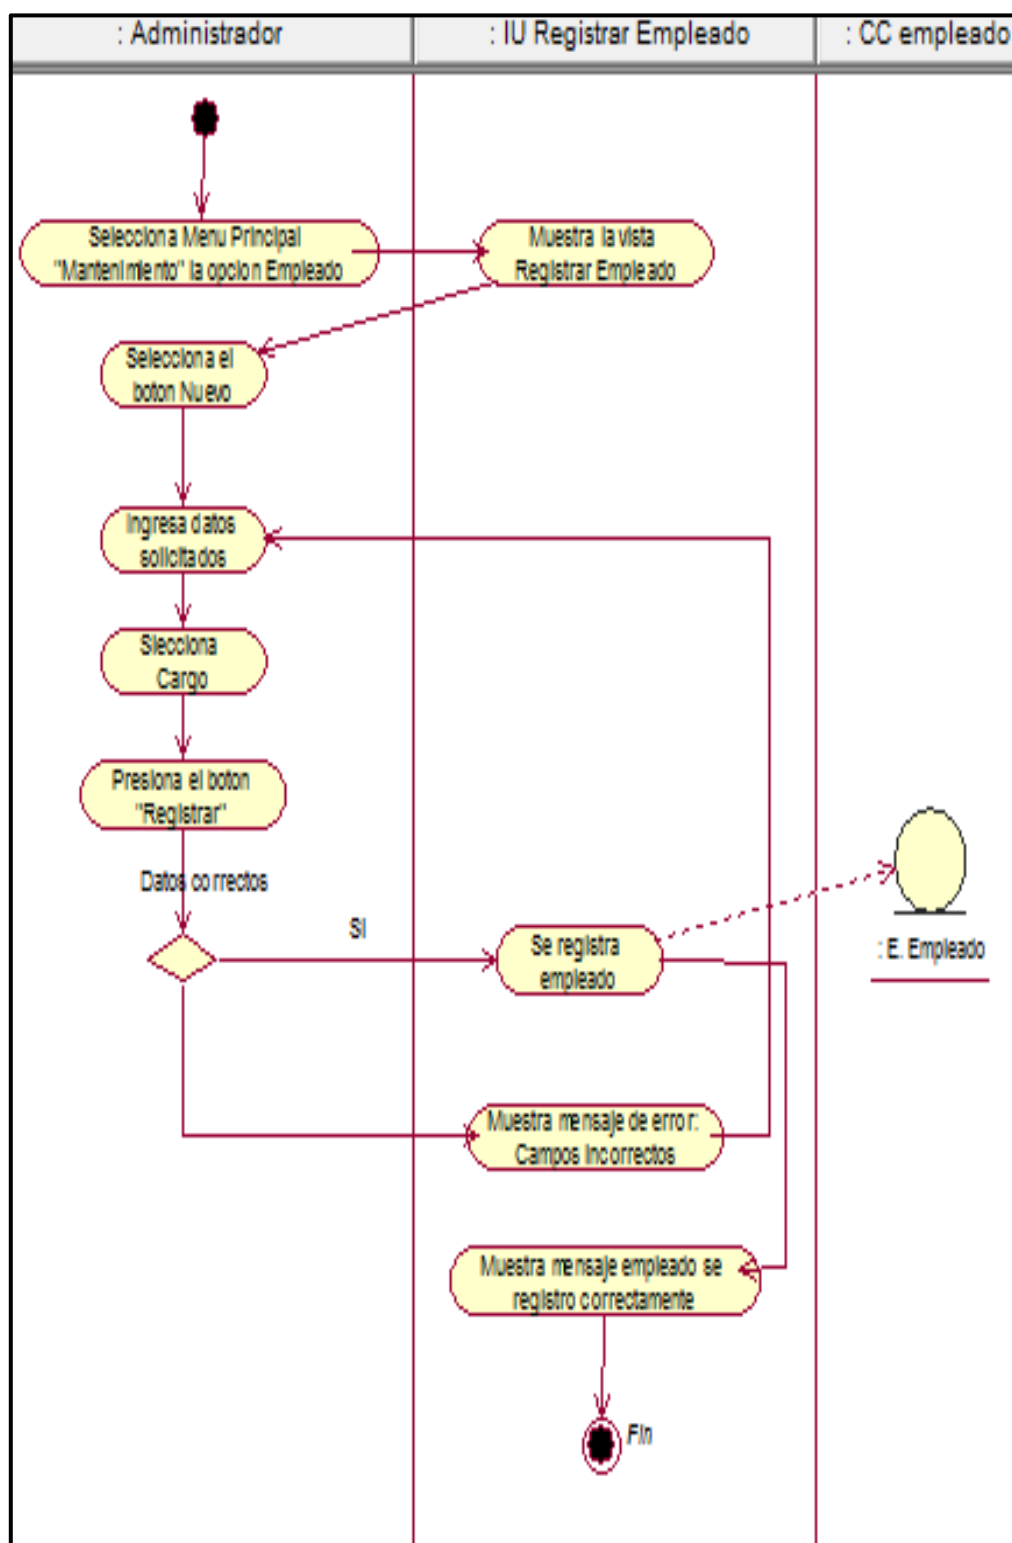 : Administrador
: IU Registrar Empleado
: CC empleado
Selecciona Menu Principal
"Mantenimiento" la opcion Empleado
Muestra la vista
Registrar Empleado
Selecciona el
boton Nuevo
Ingresa datos
solicitados
Slecciona
Cargo
Presiona el boton
"Registrar"
Datos correctos
SI
Se registra
empleado
: E. Empleado
Muestra mensaje de error:
Campos Incorrectos
Muestra mensaje empleado se
registro correctamente
Fin